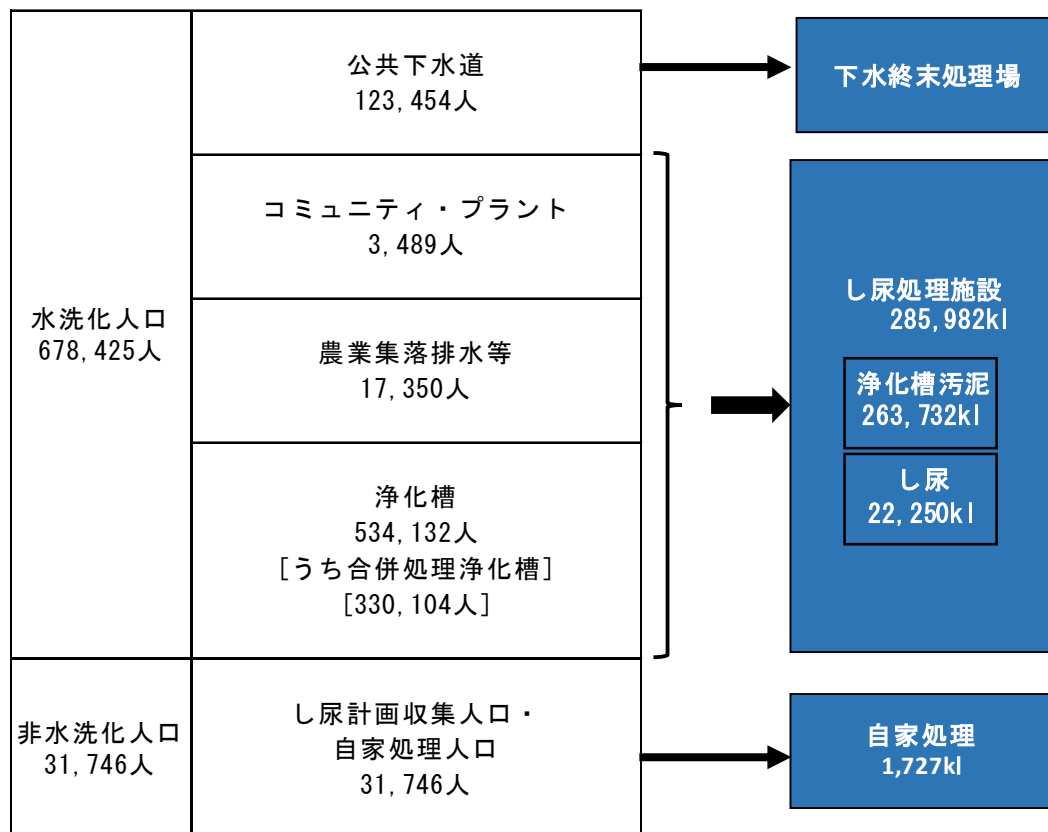 水洗化人口
678,425人
公共下水道
123,454人
コミュニティ・プラント
3,489人
農業集落排水等
17,350人
浄化槽
534,132人
[うち合併処理浄化槽]
[330,104人]
非水洗化人口
31,746人
し尿計画収集人口・
自家処理人口
31,746人
下水終末処理場
し尿処理施設
285,982kl
浄化槽汚泥
263,732kl
し尿
22,250kl
自家処理
1,727kl